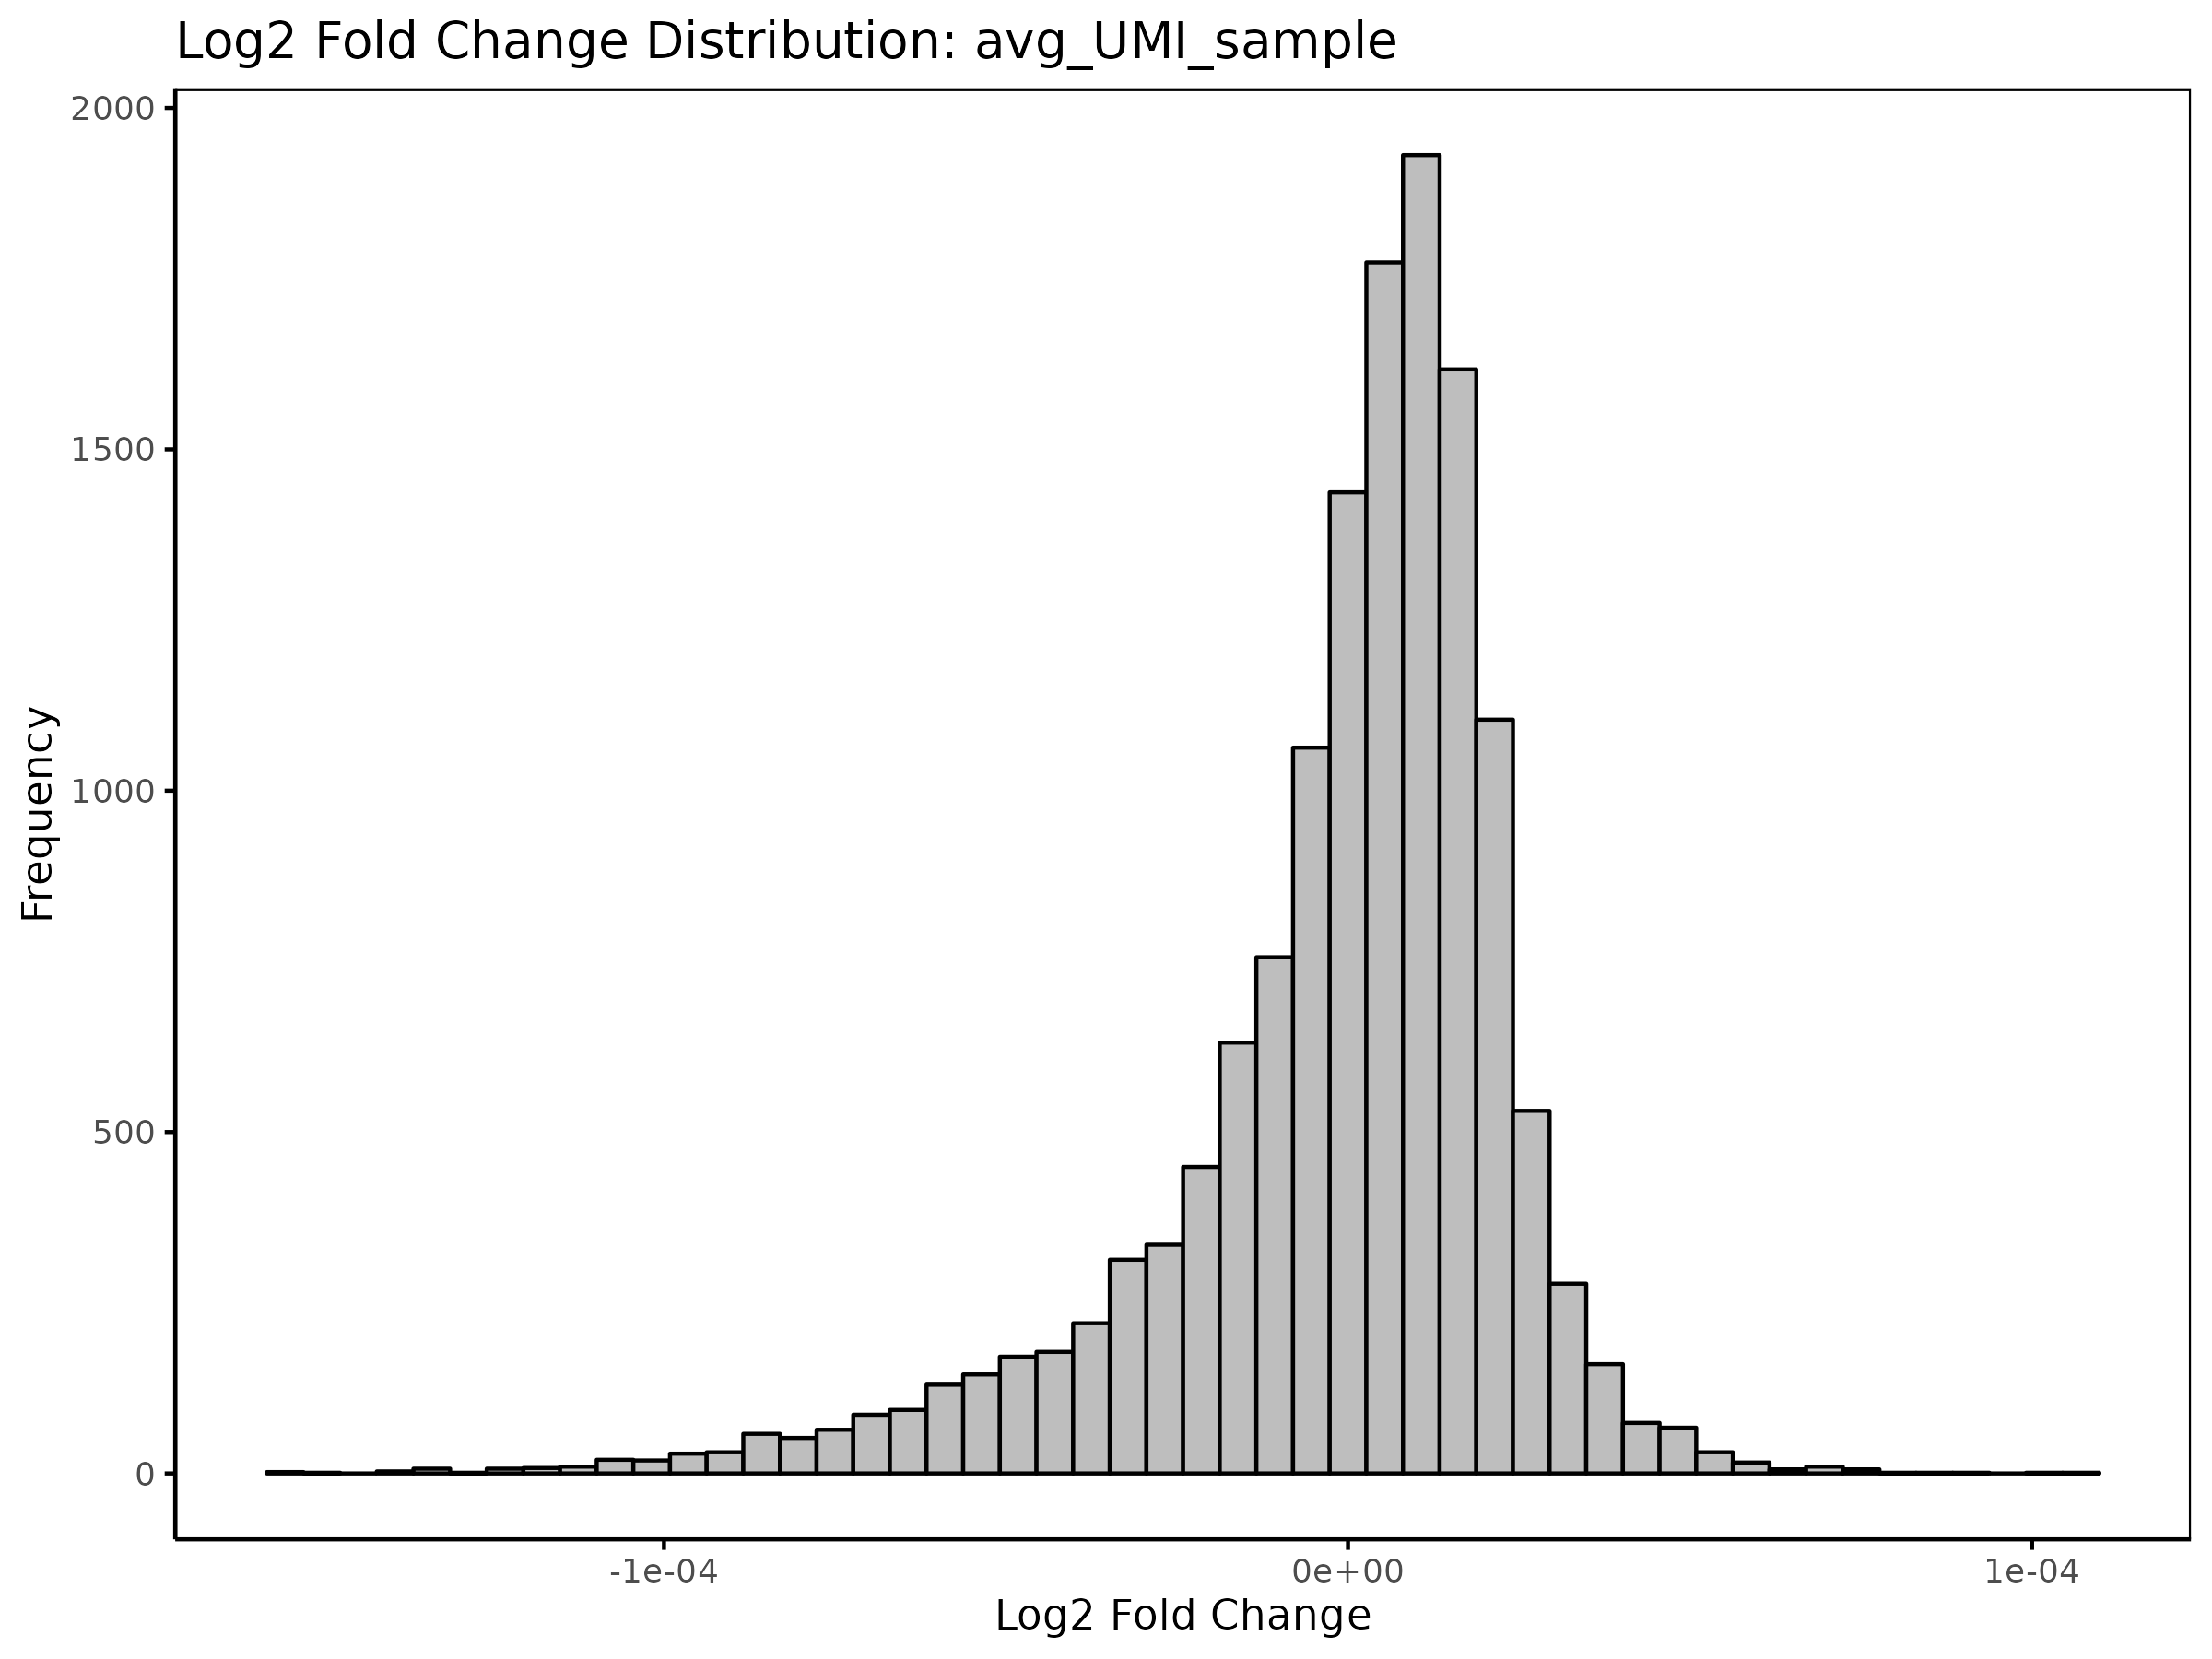 Log2 Fold Change Distribution: avg_UMI_sample
2000
1500
1000
500
0
Frequency
-1e-04
0e+00
1e-04
Log2 Fold Change